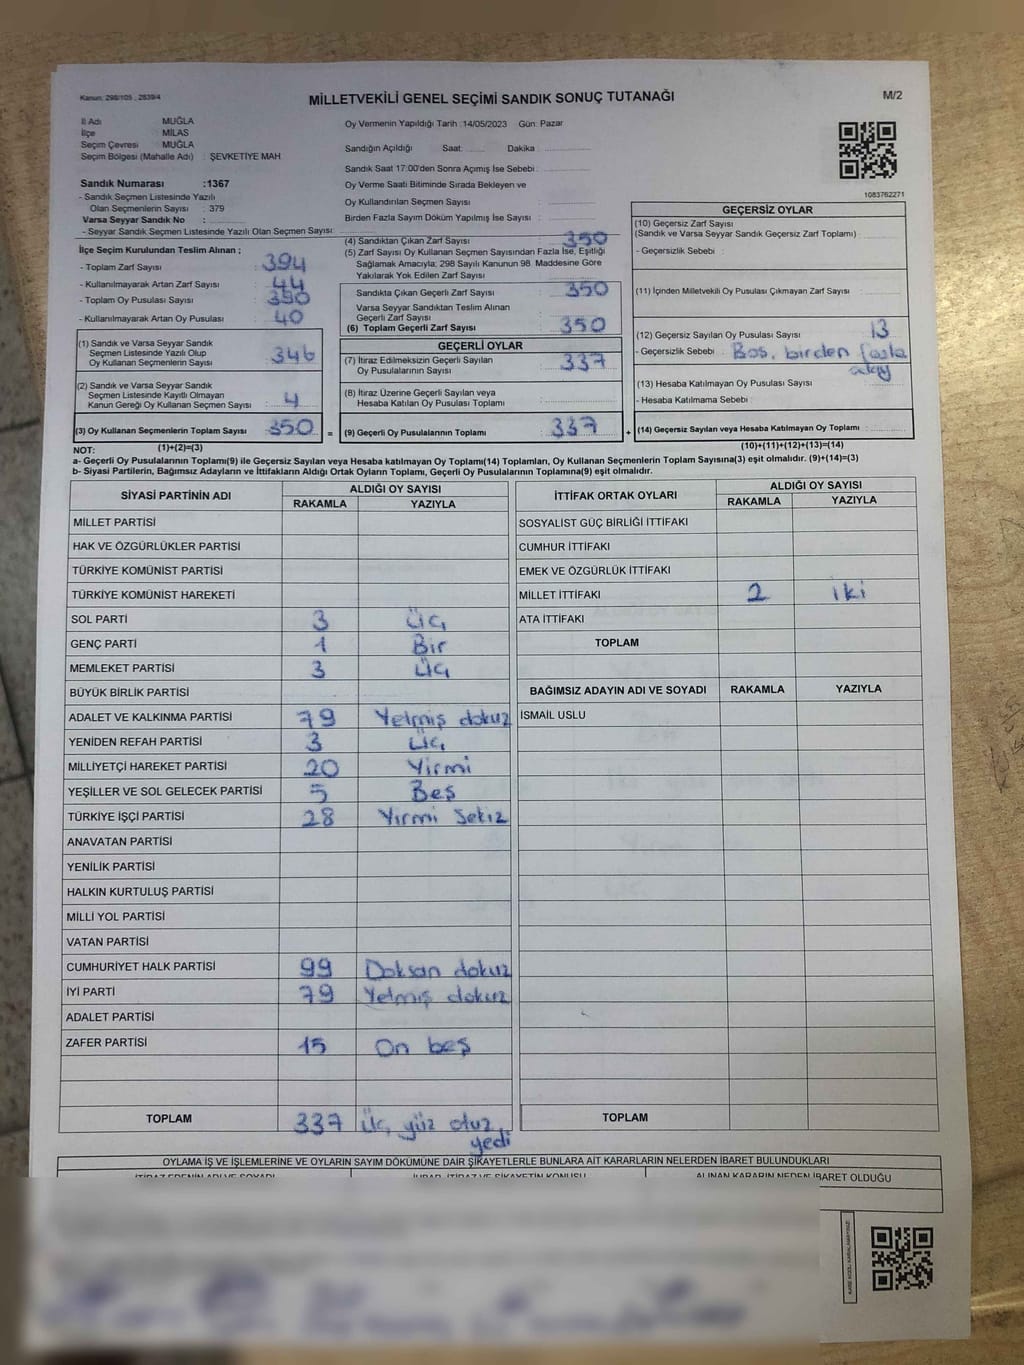 Kanun: 298/105 , 2839/4
MİLLETVEKİLİ GENEL SEÇİMİ SANDIK SONUÇ TUTANAĞI
M/2
İl Adı MUĞLA
İlçe MİLAS
Seçim Çevresi MUĞLA
Seçim Bölgesi (Mahalle Adı) : ŞEVKETİYE MAH
Sandık Numarası :1367
- Sandık Seçmen Listesinde Yazılı
Olan Seçmenlerin Sayısı : 379
Varsa Seyyar Sandık No :
- Seyyar Sandık Seçmen Listesinde Yazılı Olan Seçmen Sayısı:
Oy Vermenin Yapıldığı Tarih :14/05/2023 Gün: Pazar
Sandığın Açıldığı Saat: Dakika :
Sandık Saat 17:00'den Sonra Açımış İse Sebebi :
Oy Verme Saati Bitiminde Sırada Bekleyen ve
Oy Kullandırılan Seçmen Sayısı :
Birden Fazla Sayım Döküm Yapılmış İse Sayısı :
1083762271
İlçe Seçim Kurulundan Teslim Alınan ;
- Toplam Zarf Sayısı : 394
- Kullanılmayarak Artan Zarf Sayısı : 44
- Toplam Oy Pusulası Sayısı : 390
- Kullanılmayarak Artan Oy Pusulası : 40
(1) Sandık ve Varsa Seyyar Sandık
Seçmen Listesinde Yazılı Olup
Oy Kullanan Seçmenlerin Sayısı : 346
(2) Sandık ve Varsa Seyyar Sandık
Seçmen Listesinde Kayıtlı Olmayan
Kanun Gereği Oy Kullanan Seçmen Sayısı : 4
(3) Oy Kullanan Seçmenlerin Toplam Sayısı : 350
(4) Sandıktan Çıkan Zarf Sayısı : 350
(5) Zarf Sayısı Oy Kullanan Seçmen Sayısından Fazla İse, Eşitliği
Sağlamak Amacıyla; 298 Sayılı Kanunun 98. Maddesine Göre
Yakılarak Yok Edilen Zarf Sayısı :
Sandıkta Çıkan Geçerli Zarf Sayısı : 350
Varsa Seyyar Sandıktan Teslim Alınan
Geçerli Zarf Sayısı :
(6) Toplam Geçerli Zarf Sayısı : 350
GEÇERLİ OYLAR
(7) İtiraz Edilmeksizin Geçerli Sayılan
Oy Pusulalarının Sayısı : 337
(8) İtiraz Üzerine Geçerli Sayılan veya
Hesaba Katılan Oy Pusulası Toplamı :
= (9) Geçerli Oy Pusulalarının Toplamı : 337
GEÇERSİZ OYLAR
(10) Geçersiz Zarf Sayısı
(Sandık ve Varsa Seyyar Sandık Geçersiz Zarf Toplamı) :
- Geçersizlik Sebebi :
(11) İçinden Milletvekili Oy Pusulası Çıkmayan Zarf Sayısı :
(12) Geçersiz Sayılan Oy Pusulası Sayısı : 13
- Geçersizlik Sebebi : Boş, birden fazla
aday
(13) Hesaba Katılmayan Oy Pusulası Sayısı :
- Hesaba Katılmama Sebebi :
+ (14) Geçersiz Sayılan veya Hesaba Katılmayan Oy Toplamı :
NOT: (1)+(2)=(3)
(10)+(11)+(12)+(13)=(14)
a- Geçerli Oy Pusulalarının Toplamı(9) ile Geçersiz Sayılan veya Hesaba katılmayan Oy Toplamı(14) Toplamları, Oy Kullanan Seçmenlerin Toplam Sayısına(3) eşit olmalıdır. (9)+(14)=(3)
b- Siyasi Partilerin, Bağımsız Adayların ve İttifakların Aldığı Ortak Oyların Toplamı, Geçerli Oy Pusulalarının Toplamına(9) eşit olmalıdır.
SİYASİ PARTİNİN ADI ALDIĞI OY SAYISI
RAKAMLA YAZIYLA
MİLLET PARTİSİ
HAK VE ÖZGÜRLÜKLER PARTİSİ
TÜRKİYE KOMÜNİST PARTİSİ
TÜRKİYE KOMÜNİST HAREKETİ
SOL PARTİ 3 Üç
GENÇ PARTİ 1 Bir
MEMLEKET PARTİSİ 3 Üç
BÜYÜK BİRLİK PARTİSİ
ADALET VE KALKINMA PARTİSİ 79 Yetmiş dokuz
YENİDEN REFAH PARTİSİ 3 Üç
MİLLİYETÇİ HAREKET PARTİSİ 20 Yirmi
YEŞİLLER VE SOL GELECEK PARTİSİ 5 Beş
TÜRKİYE İŞÇİ PARTİSİ 28 Yirmi Sekiz
ANAVATAN PARTİSİ
YENİLİK PARTİSİ
HALKIN KURTULUŞ PARTİSİ
MİLLİ YOL PARTİSİ
VATAN PARTİSİ
CUMHURİYET HALK PARTİSİ 99 Doksan dokuz
İYİ PARTİ 79 Yetmiş dokuz
ADALET PARTİSİ
ZAFER PARTİSİ 15 On beş
TOPLAM 337 Üç yüz otuz
yedi
İTTİFAK ORTAK OYLARI ALDIĞI OY SAYISI
RAKAMLA YAZIYLA
SOSYALİST GÜÇ BİRLİĞİ İTTİFAKI
CUMHUR İTTİFAKI
EMEK VE ÖZGÜRLÜK İTTİFAKI
MİLLET İTTİFAKI 2 iki
ATA İTTİFAKI
TOPLAM
BAĞIMSIZ ADAYIN ADI VE SOYADI RAKAMLA YAZIYLA
İSMAİL USLU
TOPLAM
OYLAMA İŞ VE İŞLEMLERİNE VE OYLARIN SAYIM DÖKÜMÜNE DAİR ŞİKAYETLERLE BUNLARA AİT KARARLARIN NELERDEN İBARET BULUNDUKLARI
İTİRAZ EDENİN ADI VE SOYADI İHBAR, İTİRAZ VE ŞİKAYETİN KONUSU ALINAN KARARIN NEDEN İBARET OLDUĞU